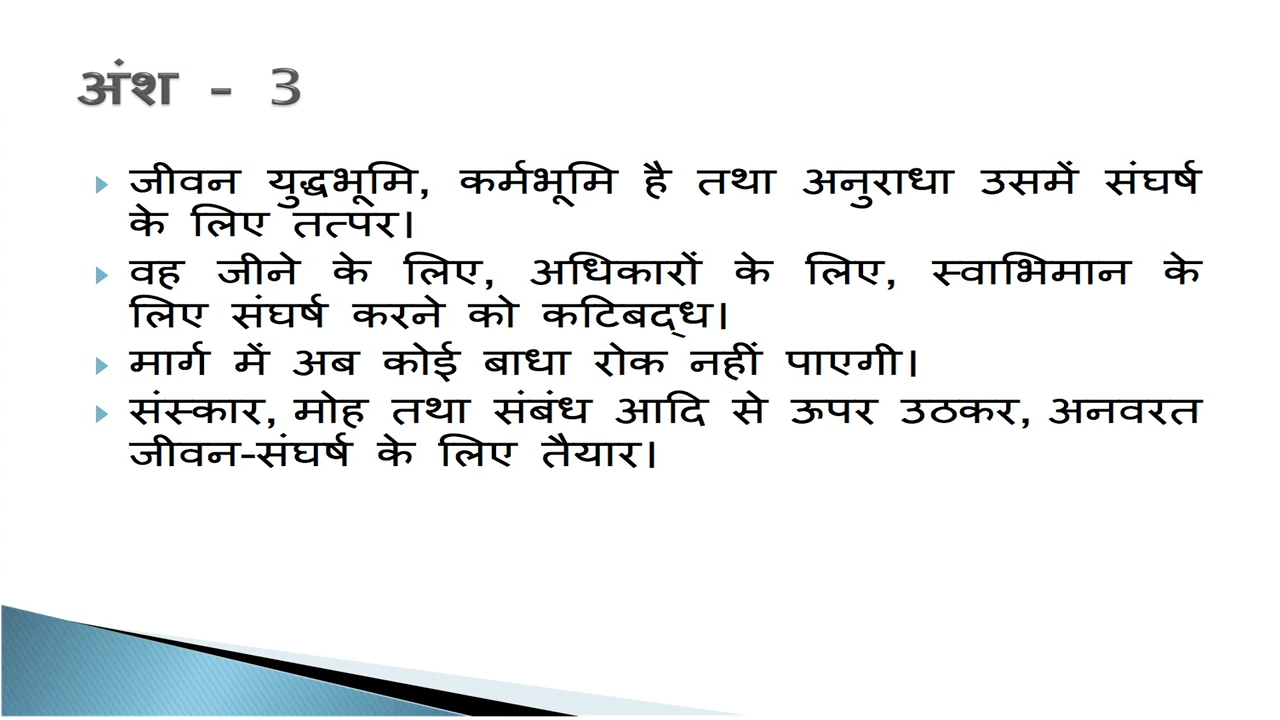 अंश - 3
जीवन युद्धभूमि, कर्मभूमि है तथा अनुराधा उसमें संघर्ष
के लिए तत्पर।
वह जीने के लिए, अधिकारों के लिए, स्वाभिमान के
लिए संघर्ष करने को कटिबद्‌ध।
मार्ग में अब कोई बाधा रोक नहीं पाएगी।
संस्कार, मोह तथा संबंध आदि से ऊपर उठकर, अनवरत
जीवन-संघर्ष के लिए तैयार।